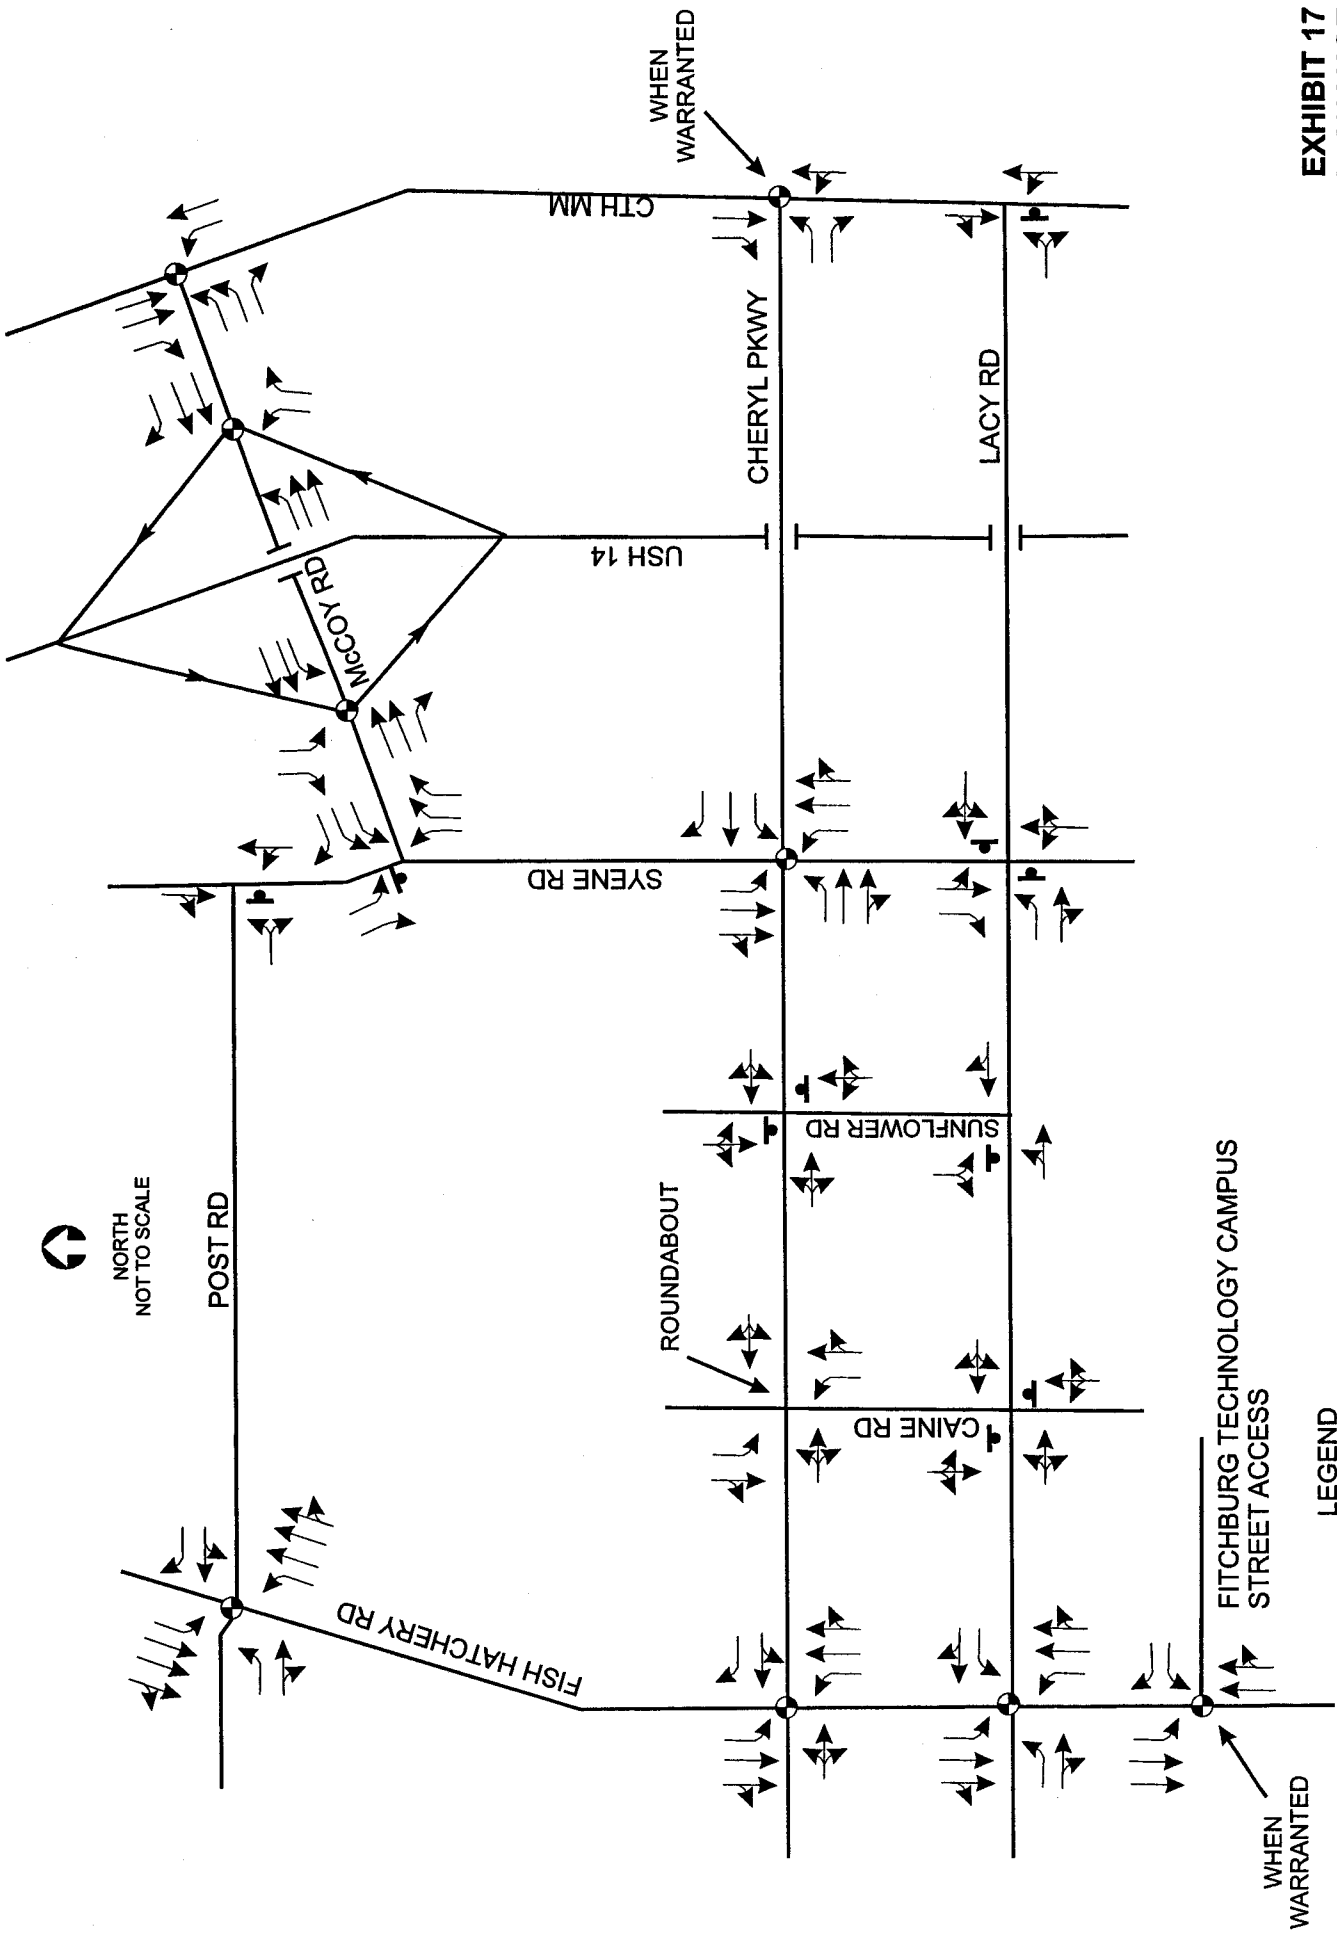 WHEN
WARRANTED
EXHIBIT 17
CTH MM
McCOY RD
USH 14
CHERYL PKWY
LACY RD
SYENE RD
NORTH
NOT TO SCALE
POST RD
SUNFLOWER RD
ROUNDABOUT
CAINE RD
FISH HATCHERY RD
FITCHBURG TECHNOLOGY CAMPUS
STREET ACCESS
LEGEND
WHEN
WARRANTED